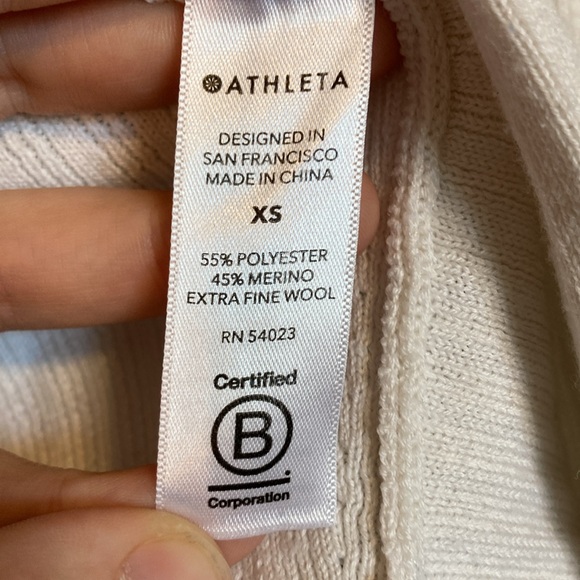 ATHLETA
DESIGNED IN
SAN FRANCISCO
MADE IN CHINA
XS
55% POLYESTER
45% MERINO
EXTRA FINE WOOL
RN 54023
Certified
B
Corporation